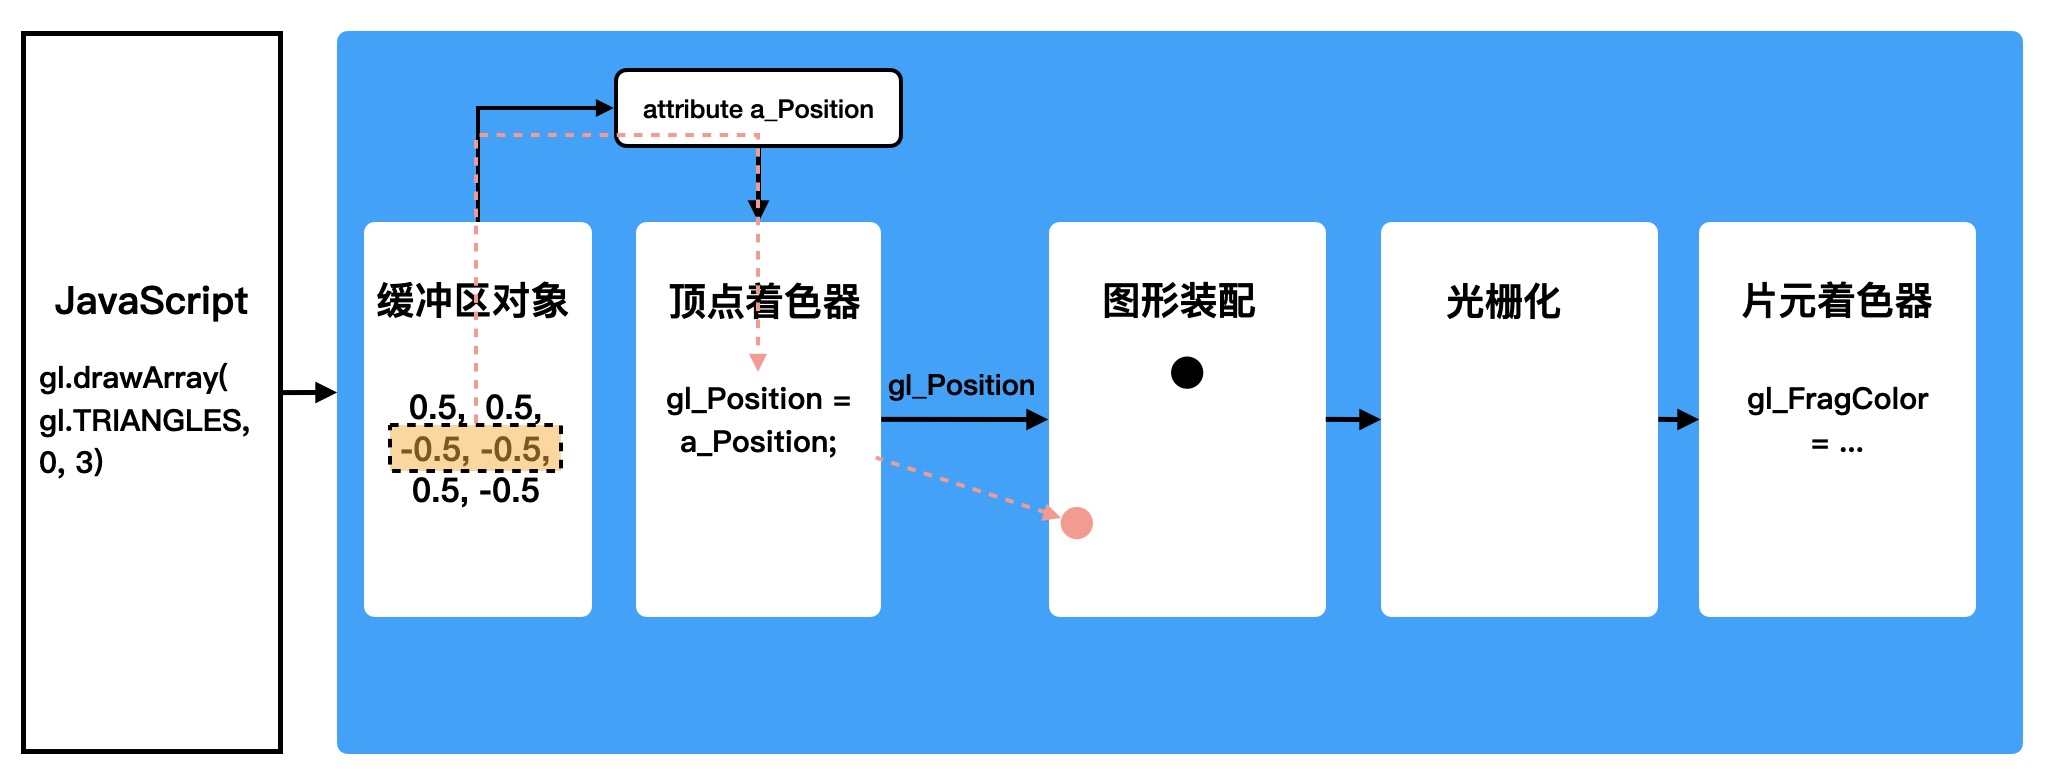 JavaScript
gl.drawArray(
gl.TRIANGLES,
0, 3)
attribute a_Position
缓冲区对象
0.5, 0.5,
-0.5, -0.5,
0.5, -0.5
顶点着色器
gl_Position =
a_Position;
gl_Position
图形装配
光栅化
片元着色器
gl_FragColor
= ...